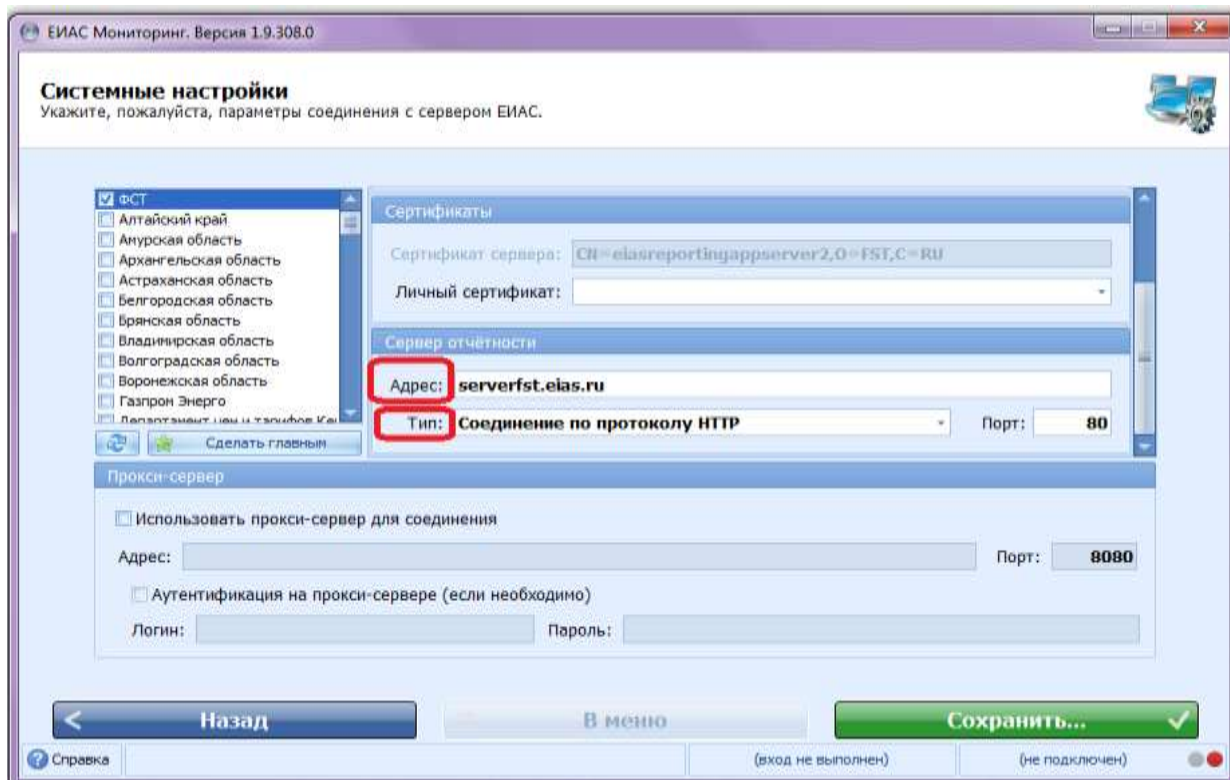 ЕИАС Мониторинг. Версия 1.9.308.0
Системные настройки
Укажите, пожалуйста, параметры соединения с сервером ЕИАС.
ФСТ
Алтайский край
Амурская область
Архангельская область
Астраханская область
Белгородская область
Брянская область
Владимирская область
Волгоградская область
Воронежская область
Газпром Энерго
Департамент цен и тарифов
Сделать главным
Сертификаты
Сертификат сервера: CN=eiasreportingappserver2,O=FST,C=RU
Личный сертификат:
Сервер отчётности
Адрес: serverfst.eias.ru
Тип: Соединение по протоколу HTTP Порт: 80
Прокси-сервер
Использовать прокси-сервер для соединения
Адрес: Порт: 8080
Аутентификация на прокси-сервере (если необходимо)
Логин: Пароль:
< Назад В меню Сохранить...
Справка (вход не выполнен) (не подключен)